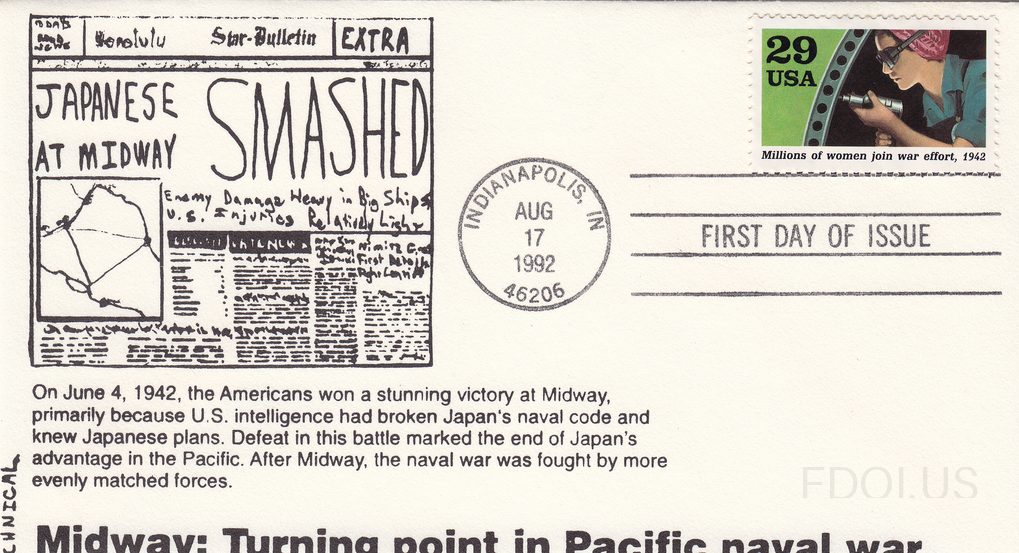 Honolulu Star-Bulletin EXTRA
JAPANESE SMASHED
AT MIDWAY
Enemy Damage Heavy in Big Ships
U.S. Injuries Relatively Light
29
USA
Millions of women join war effort, 1942
INDIANAPOLIS, IN
AUG
17
1992
46206
FIRST DAY OF ISSUE
On June 4, 1942, the Americans won a stunning victory at Midway,
primarily because U.S. intelligence had broken Japan's naval code and
knew Japanese plans. Defeat in this battle marked the end of Japan's
advantage in the Pacific. After Midway, the naval war was fought by more
evenly matched forces.
FDOI.US
Midway: Turning point in Pacific naval war